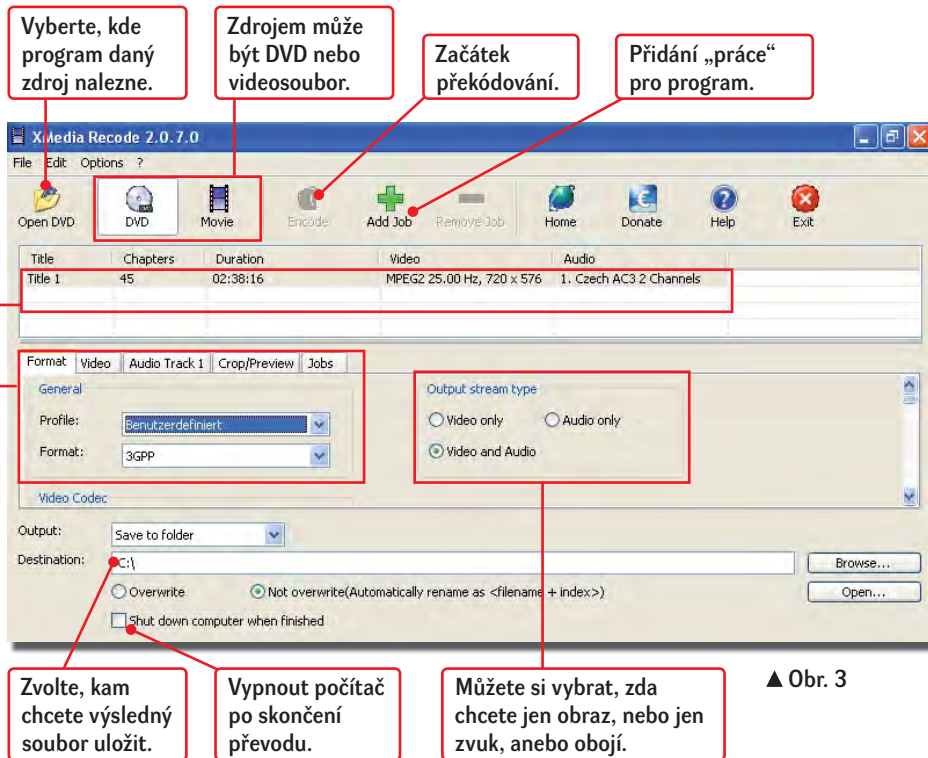 Vyberte, kde
program daný
zdroj nalezne.
Zdrojem může
být DVD nebo
videosoubor.
Začátek
překódování.
Přidání „práce“
pro program.
XMedia Recode 2.0.7.0
File Edit Options ?
Open DVD DVD Movie Encode Add Job Remove Job Home Donate Help Exit
Title Chapters Duration Video Audio
Title 1 45 02:38:16 MPEG2 25.00 Hz, 720 x 576 1. Czech AC3 2 Channels
Format Video Audio Track 1 Crop/Preview Jobs
General
Profile: Benutzerdefiniert
Format: 3GPP
Video Codec
Output stream type
Video only Audio only
Video and Audio
Output: Save to folder
Destination: C:\ Browse...
Overwrite Not overwrite(Automatically rename as <filename + index>) Open...
Shut down computer when finished
Zvolte, kam
chcete výsledný
soubor uložit.
Vypnout počítač
po skončení
převodu.
Můžete si vybrat, zda
chcete jen obraz, nebo jen
zvuk, anebo obojí.
▲ Obr. 3